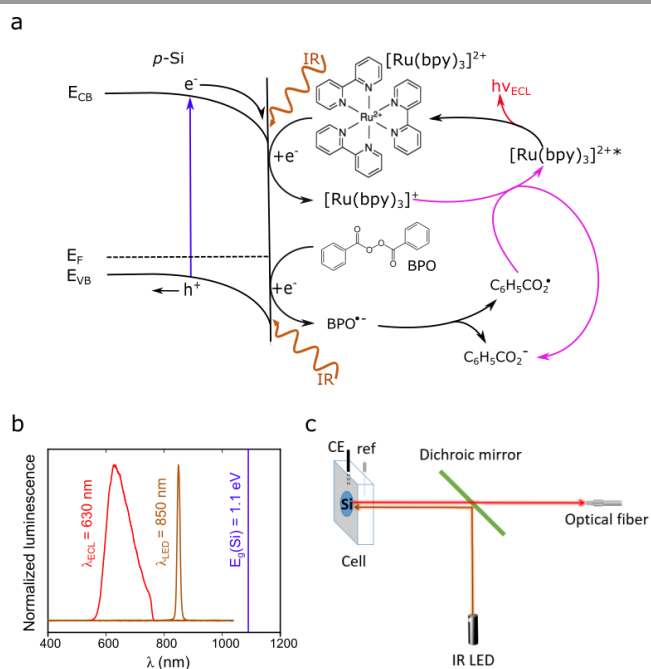 a
p-Si
IR
[Ru(bpy)₃]²⁺
hνECL
e⁻
ECB
N
N
N
Ru²⁺
N
N
N
+e⁻
[Ru(bpy)₃]²⁺*
[Ru(bpy)₃]⁺
EF
EVB
O
O
O
O
BPO
+e⁻
h⁺
C₆H₅CO₂•
BPO•⁻
C₆H₅CO₂⁻
IR
b
Normalized luminescence
λECL = 630 nm
λLED = 850 nm
Eg(Si) = 1.1 eV
400 600 800 1000 1200
λ (nm)
c
CE ref
Dichroic mirror
Si
Optical fiber
Cell
IR LED